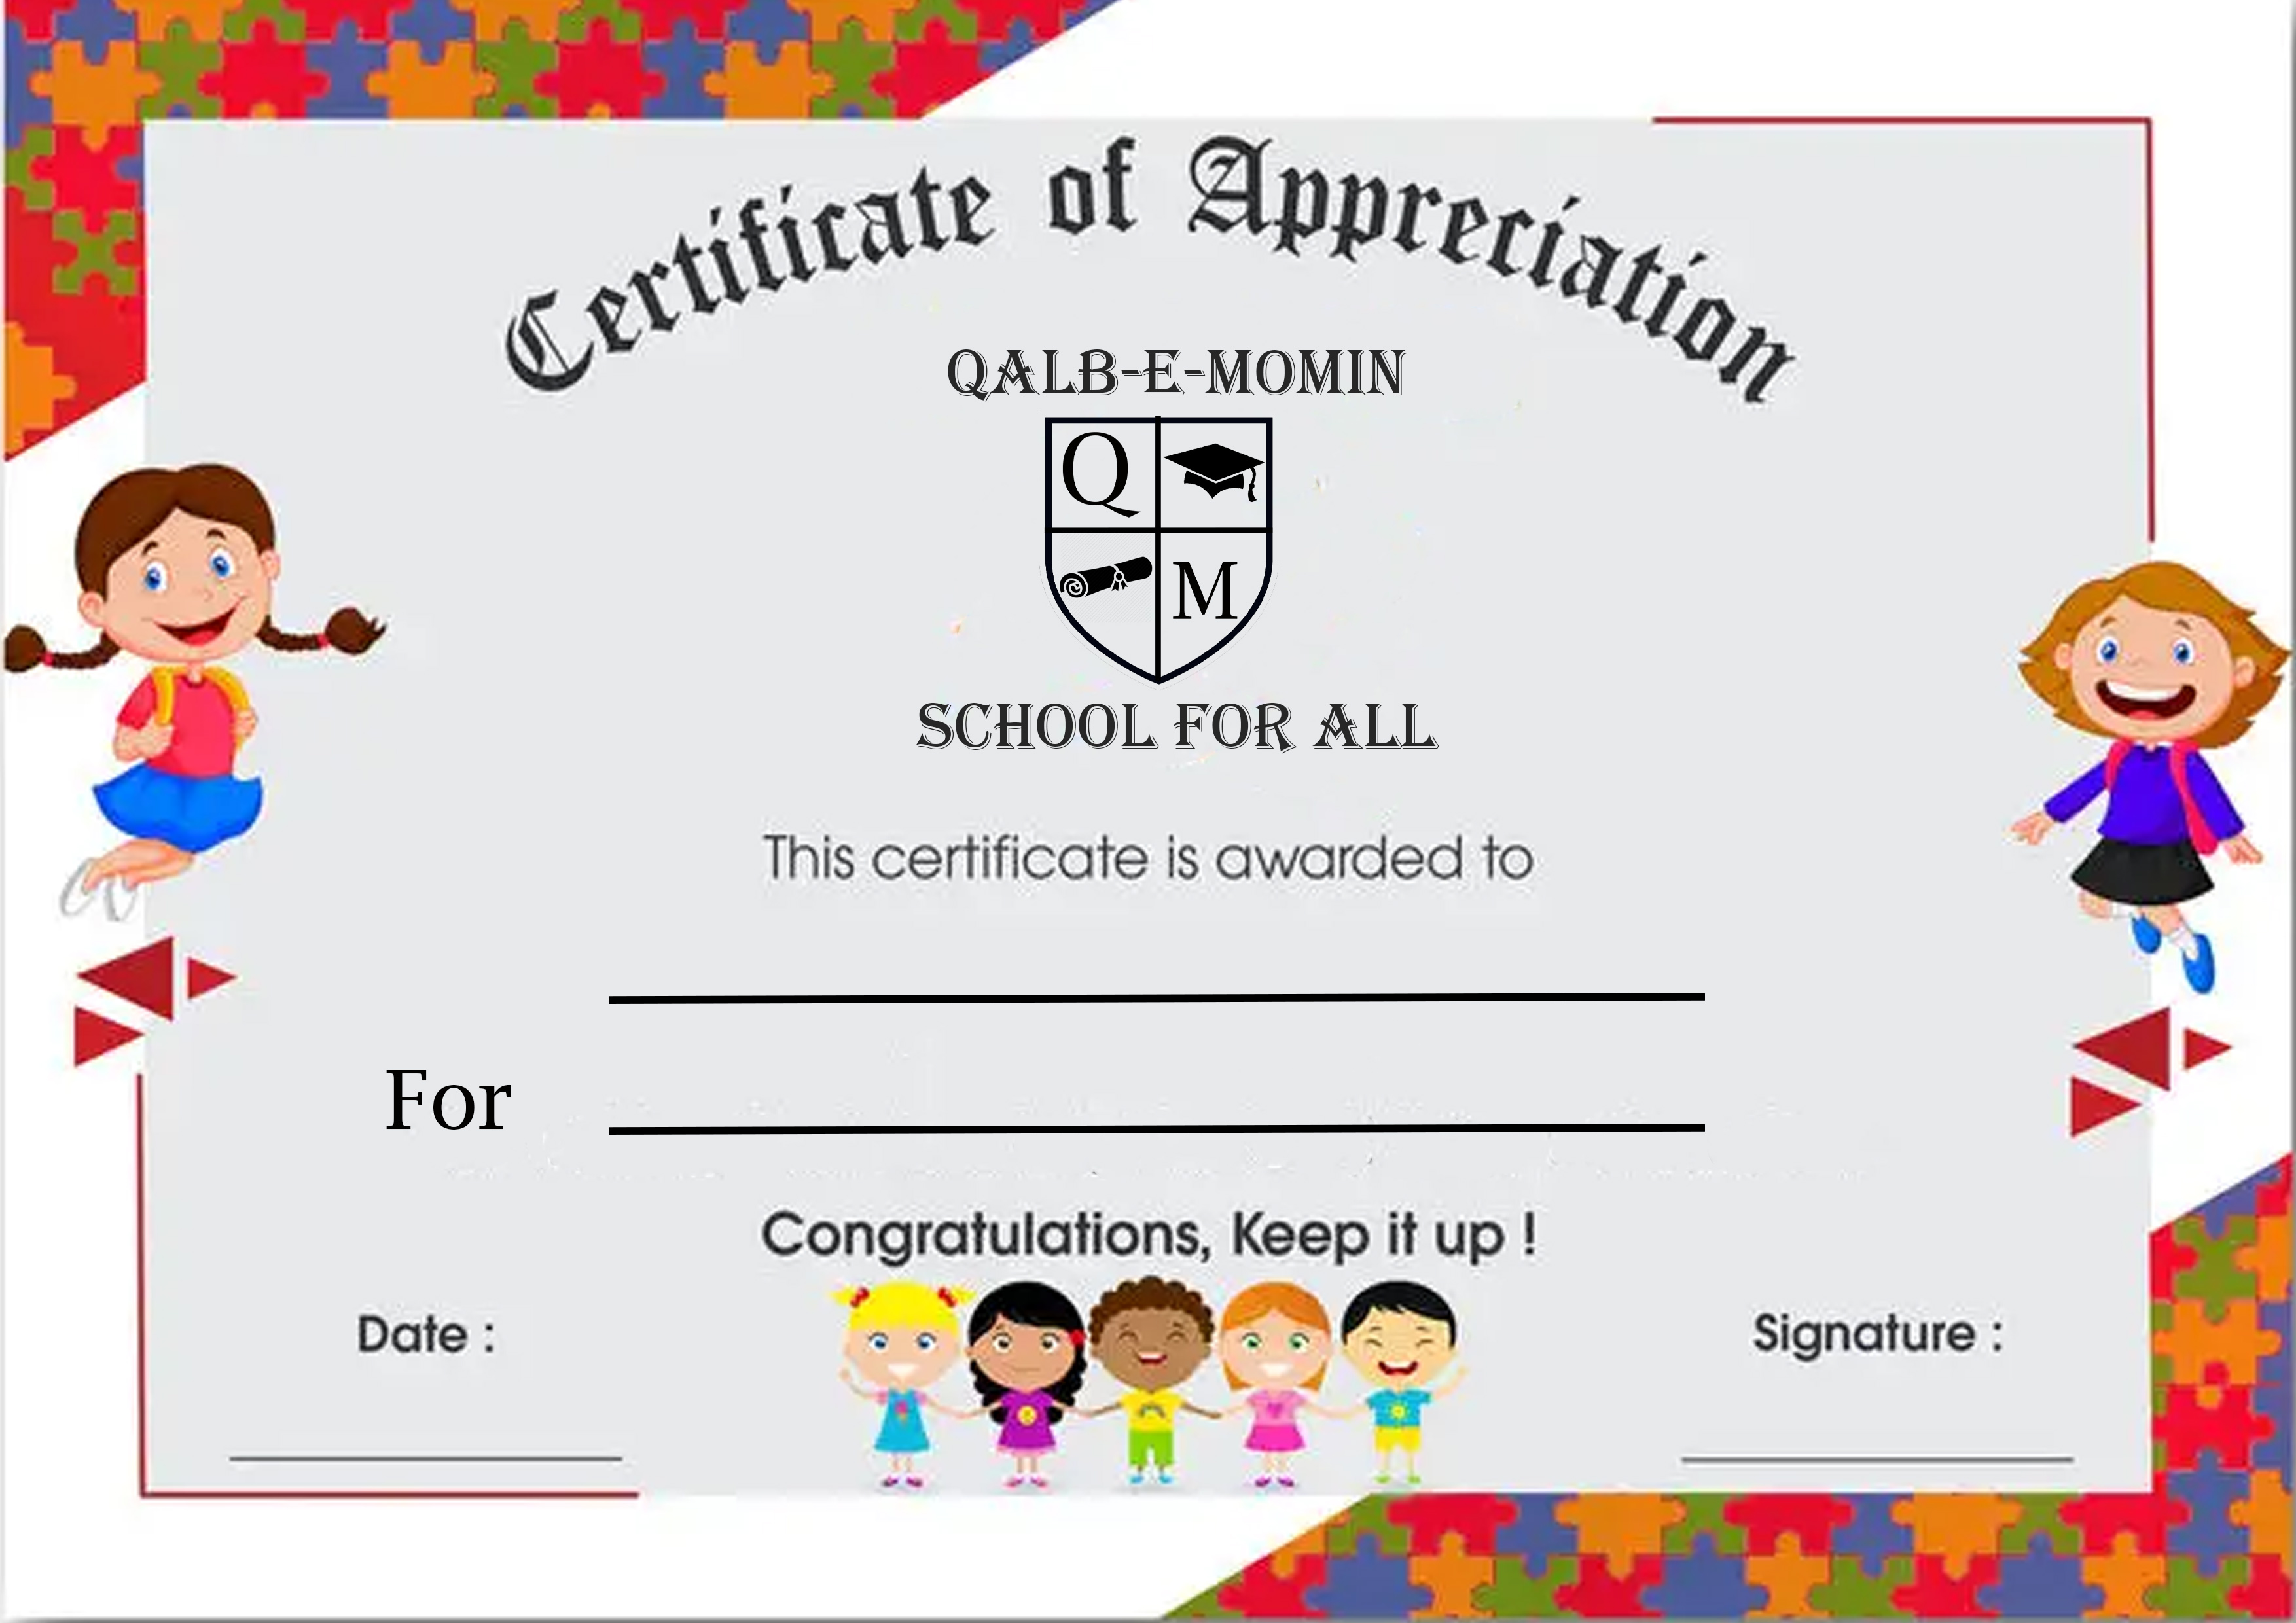 Certificate of Appreciation
QALB-E-MOMIN
Q
M
SCHOOL FOR ALL
This certificate is awarded to
For
Congratulations, Keep it up !
Date :
Signature :